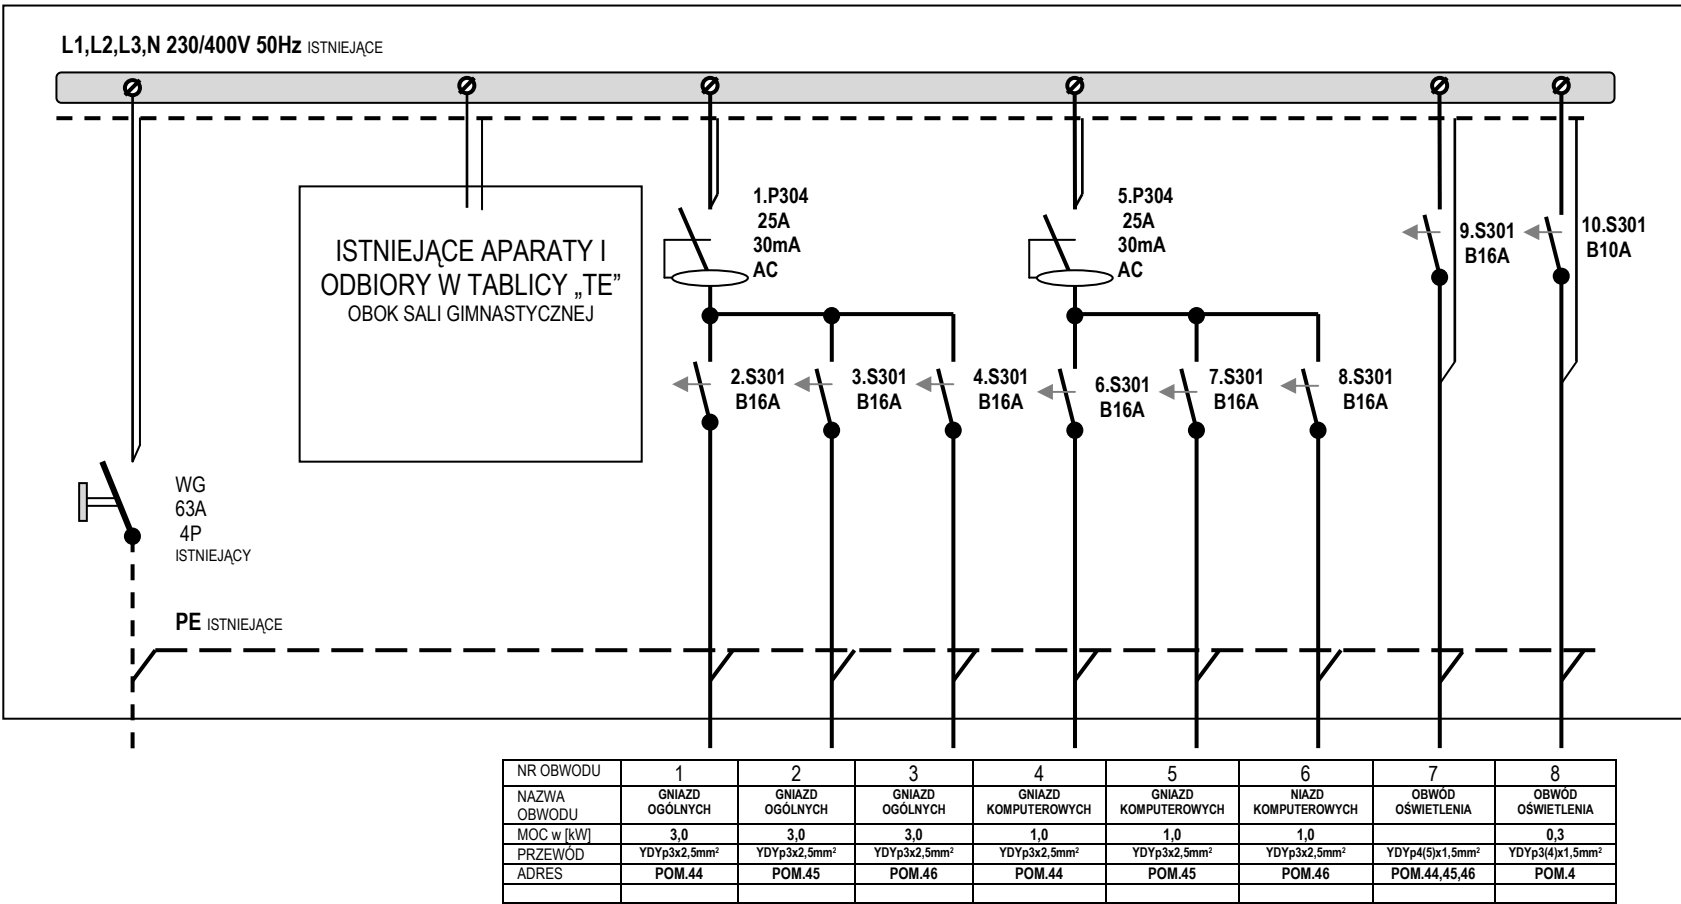 L1,L2,L3,N 230/400V 50Hz ISTNIEJĄCE
ISTNIEJĄCE APARATY I
ODBIORY W TABLICY „TE”
OBOK SALI GIMNASTYCZNEJ
1.P304
25A
30mA
AC
5.P304
25A
30mA
AC
9.S301
B16A
10.S301
B10A
2.S301
B16A
3.S301
B16A
4.S301
B16A
6.S301
B16A
7.S301
B16A
8.S301
B16A
WG
63A
4P
ISTNIEJĄCY
PE ISTNIEJĄCE
NR OBWODU 1 2 3 4 5 6 7 8
NAZWA GNIAZD GNIAZD GNIAZD GNIAZD GNIAZD NIAZD OBWÓD OBWÓD
OBWODU OGÓLNYCH OGÓLNYCH OGÓLNYCH KOMPUTEROWYCH KOMPUTEROWYCH KOMPUTEROWYCH OŚWIETLENIA OŚWIETLENIA
MOC w [kW] 3,0 3,0 3,0 1,0 1,0 1,0 0,3
PRZEWÓD YDYp3x2,5mm² YDYp3x2,5mm² YDYp3x2,5mm² YDYp3x2,5mm² YDYp3x2,5mm² YDYp3x2,5mm² YDYp4(5)x1,5mm² YDYp3(4)x1,5mm²
ADRES POM.44 POM.45 POM.46 POM.44 POM.45 POM.46 POM.44,45,46 POM.4